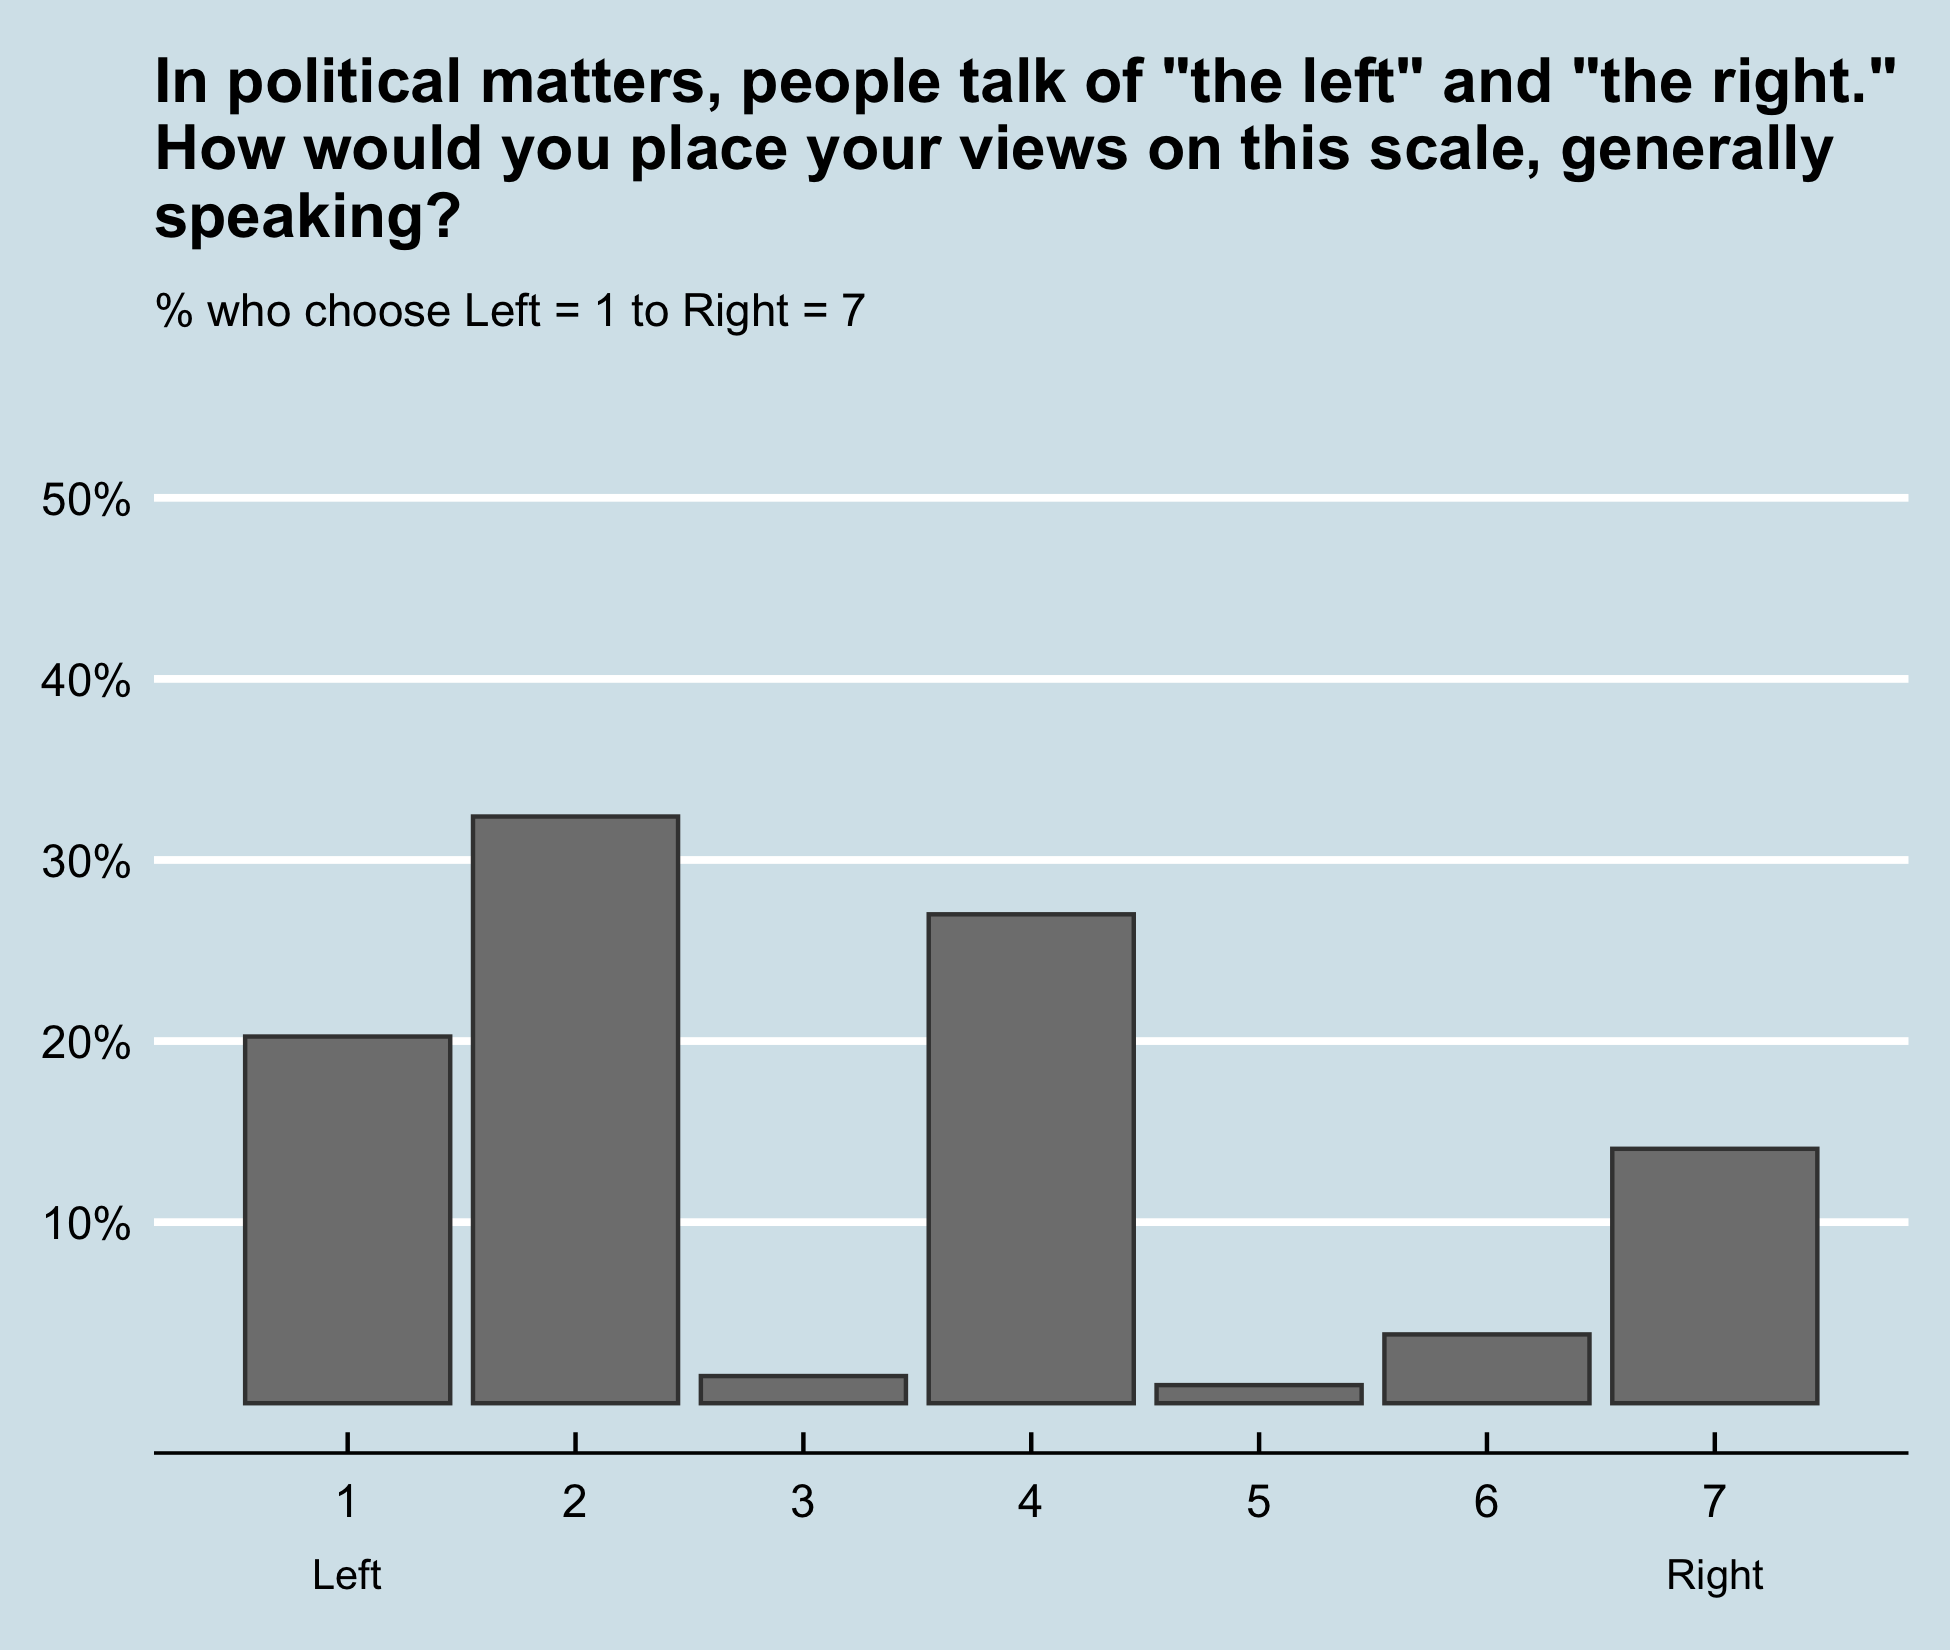 In political matters, people talk of "the left" and "the right."
How would you place your views on this scale, generally
speaking?
% who choose Left = 1 to Right = 7
50%
40%
30%
20%
10%
1 2 3 4 5 6 7
Left Right